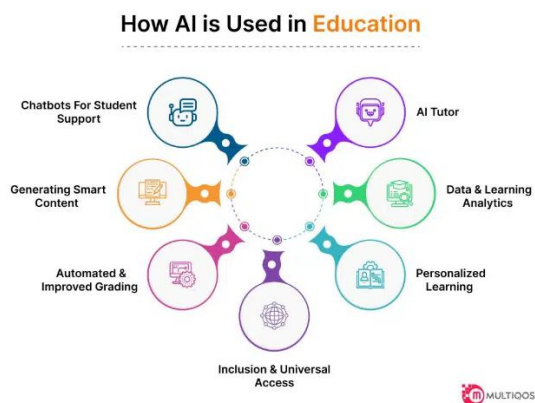 How AI is Used in Education
Chatbots For Student
Support
AI Tutor
Generating Smart
Content
Data & Learning
Analytics
Automated &
Improved Grading
Personalized
Learning
Inclusion & Universal
Access
m MULTIQOS